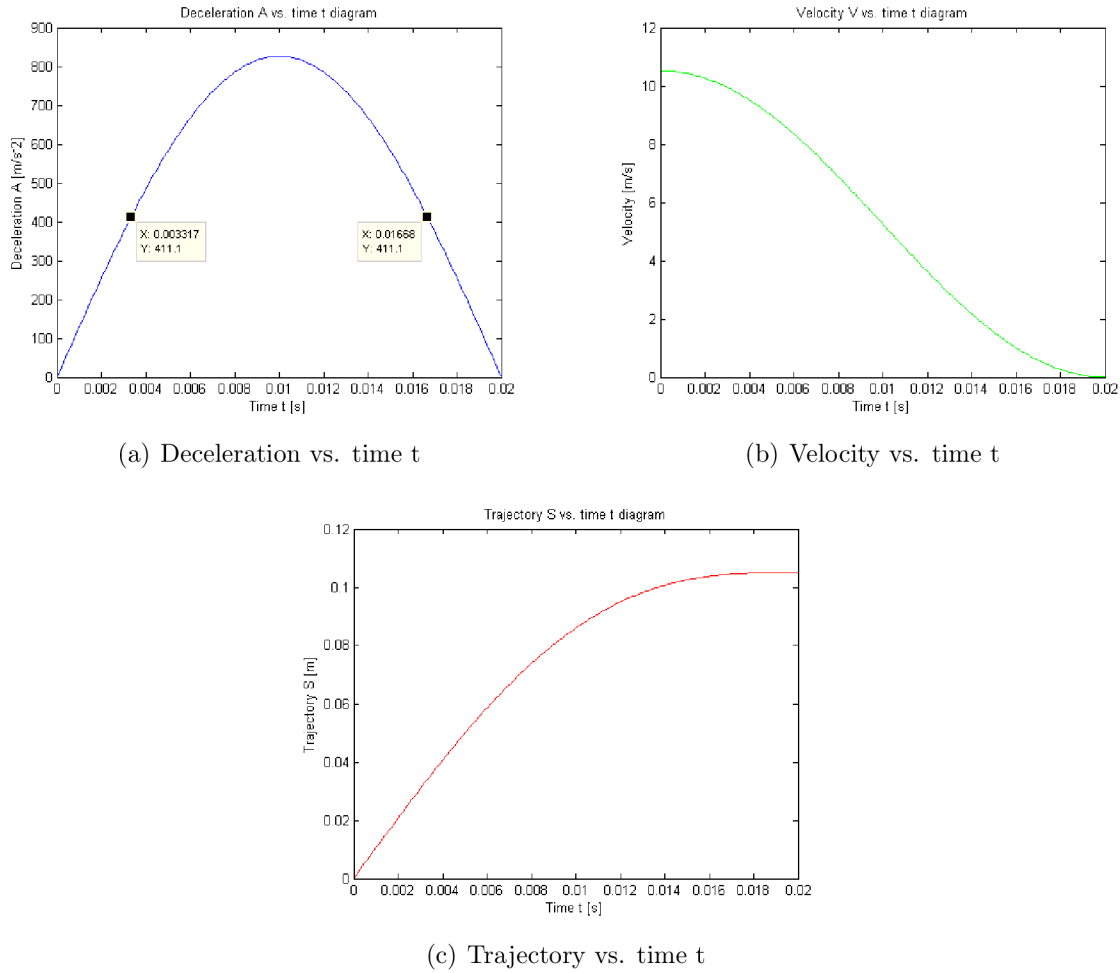 Deceleration A vs. time t diagram
900
800
700
600
500
400
300
200
100
0
Deceleration A [m/s^2]
X: 0.003317
Y: 411.1
X: 0.01668
Y: 411.1
0 0.002 0.004 0.006 0.008 0.01 0.012 0.014 0.016 0.018 0.02
Time t [s]
(a) Deceleration vs. time t
Velocity V vs. time t diagram
12
10
8
6
4
2
0
Velocity [m/s]
0 0.002 0.004 0.006 0.008 0.01 0.012 0.014 0.016 0.018 0.02
Time t [s]
(b) Velocity vs. time t
Trajectory S vs. time t diagram
0.12
0.1
0.08
0.06
0.04
0.02
0
Trajectory S [m]
0 0.002 0.004 0.006 0.008 0.01 0.012 0.014 0.016 0.018 0.02
Time t [s]
(c) Trajectory vs. time t